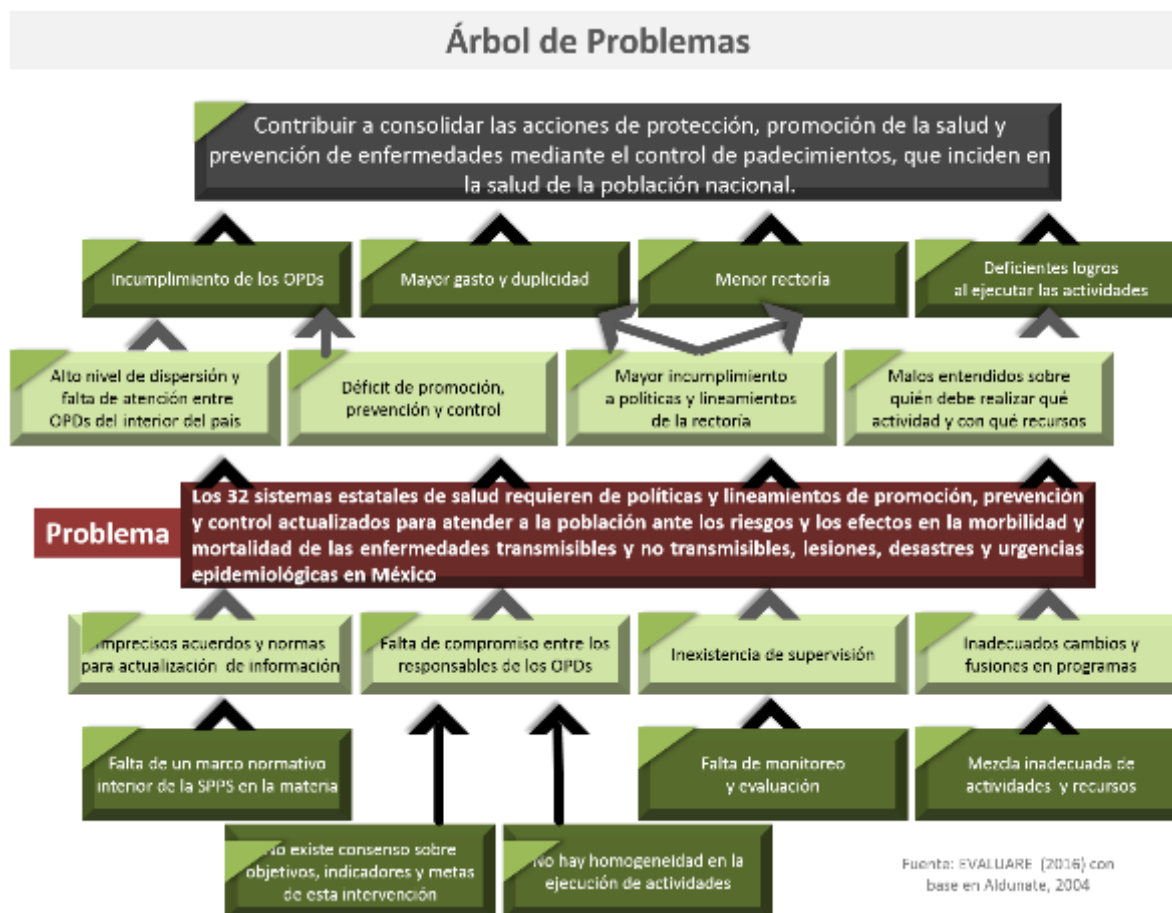 Árbol de Problemas
Contribuir a consolidar las acciones de protección, promoción de la salud y
prevención de enfermedades mediante el control de padecimientos, que inciden en
la salud de la población nacional.
Incumplimiento de los OPDs
Mayor gasto y duplicidad
Menor rectoría
Deficientes logros
al ejecutar las actividades
Alto nivel de dispersión y
falta de atención entre
OPDs del interior del país
Déficit de promoción,
prevención y control
Mayor incumplimiento
a políticas y lineamientos
de la rectoría
Malos entendidos sobre
quién debe realizar qué
actividad y con qué recursos
Problema
Los 32 sistemas estatales de salud requieren de políticas y lineamientos de promoción, prevención
y control actualizados para atender a la población ante los riesgos y los efectos en la morbilidad y
mortalidad de las enfermedades transmisibles y no transmisibles, lesiones, desastres y urgencias
epidemiológicas en México
Imprecisos acuerdos y normas
para actualización de información
Falta de compromiso entre los
responsables de los OPDs
Inexistencia de supervisión
Inadecuados cambios y
fusiones en programas
Falta de un marco normativo
interior de la SPPS en la materia
Falta de monitoreo
y evaluación
Mezcla inadecuada de
actividades y recursos
No existe consenso sobre
objetivos, indicadores y metas
de esta intervención
No hay homogeneidad en la
ejecución de actividades
Fuente: EVALUARE (2016) con
base en Aldunate, 2004